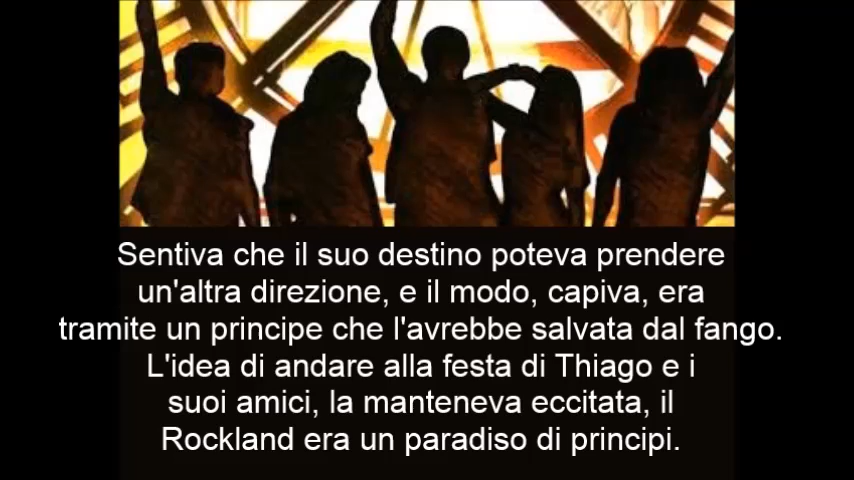 Sentiva che il suo destino poteva prendere
un'altra direzione, e il modo, capiva, era
tramite un principe che l'avrebbe salvata dal fango.
L'idea di andare alla festa di Thiago e i
suoi amici, la manteneva eccitata, il
Rockland era un paradiso di principi.